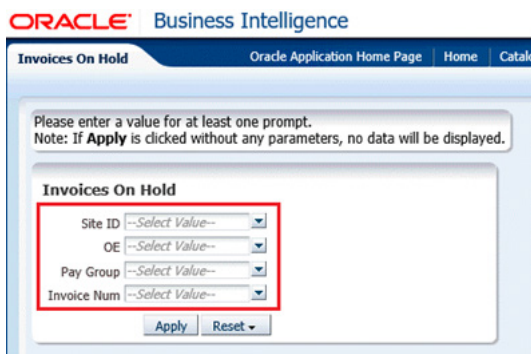 ORACLE Business Intelligence
Invoices On Hold Oracle Application Home Page Home
Please enter a value for at least one prompt.
Note: If Apply is clicked without any parameters, no data will be displayed.
Invoices On Hold
Site ID --Select Value--
OE --Select Value--
Pay Group --Select Value--
Invoice Num --Select Value--
Apply Reset